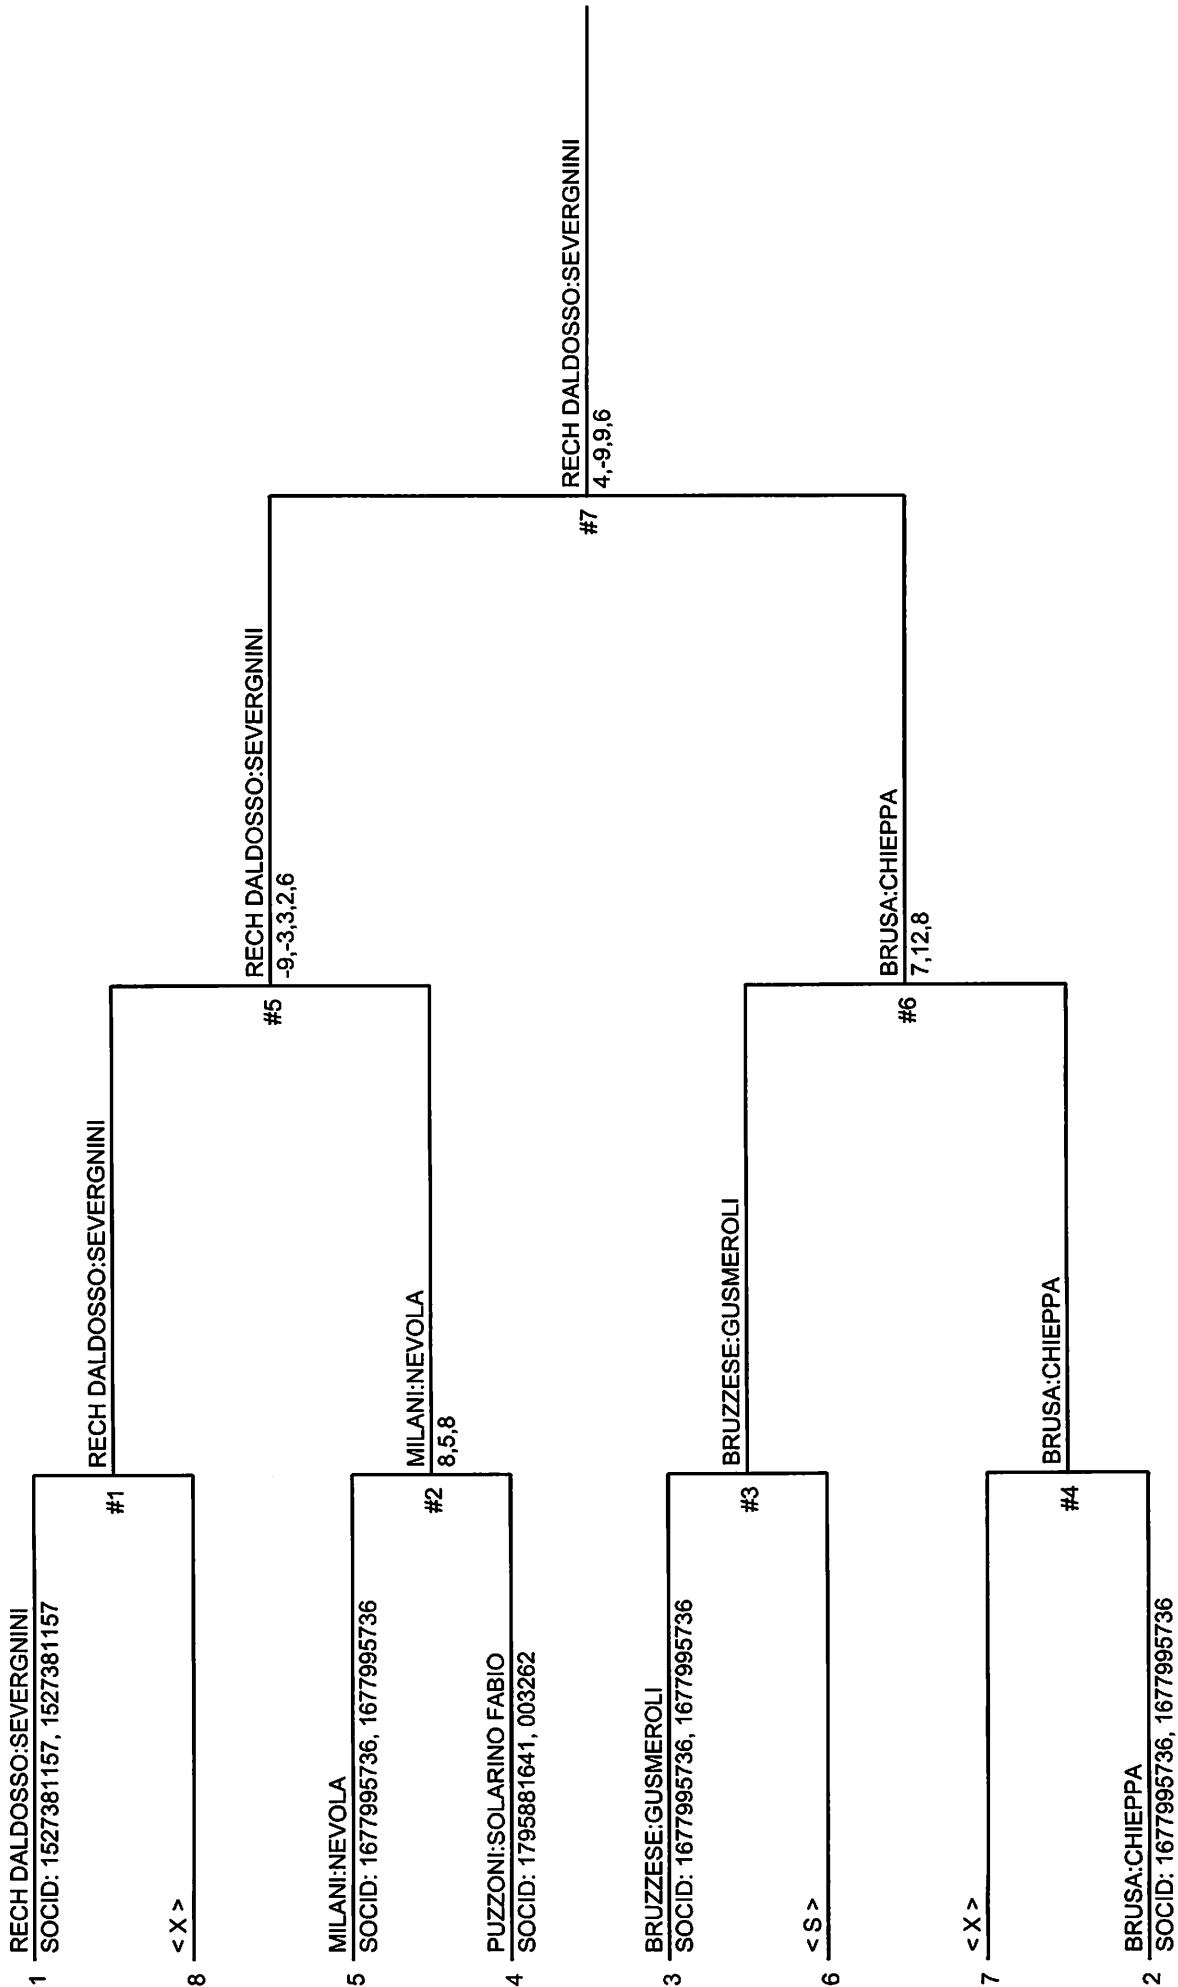 1
RECH DALDOSSO:SEVERGNINI
SOCID: 1527381157, 1527381157
8
< X >
5
MILANI:NEVOLA
SOCID: 1677995736, 1677995736
4
PUZZONI:SOLARINO FABIO
SOCID: 1795881641, 003262
3
BRUZZESE:GUSMEROLI
SOCID: 1677995736, 1677995736
6
< S >
7
< X >
2
BRUSA:CHIEPPA
SOCID: 1677995736, 1677995736
#1
RECH DALDOSSO:SEVERGNINI
#2
MILANI:NEVOLA
8,5,8
#3
BRUZZESE:GUSMEROLI
#4
BRUSA:CHIEPPA
#5
RECH DALDOSSO:SEVERGNINI
-9,-3,3,2,6
#6
BRUSA:CHIEPPA
7,12,8
#7
RECH DALDOSSO:SEVERGNINI
4,-9,9,6